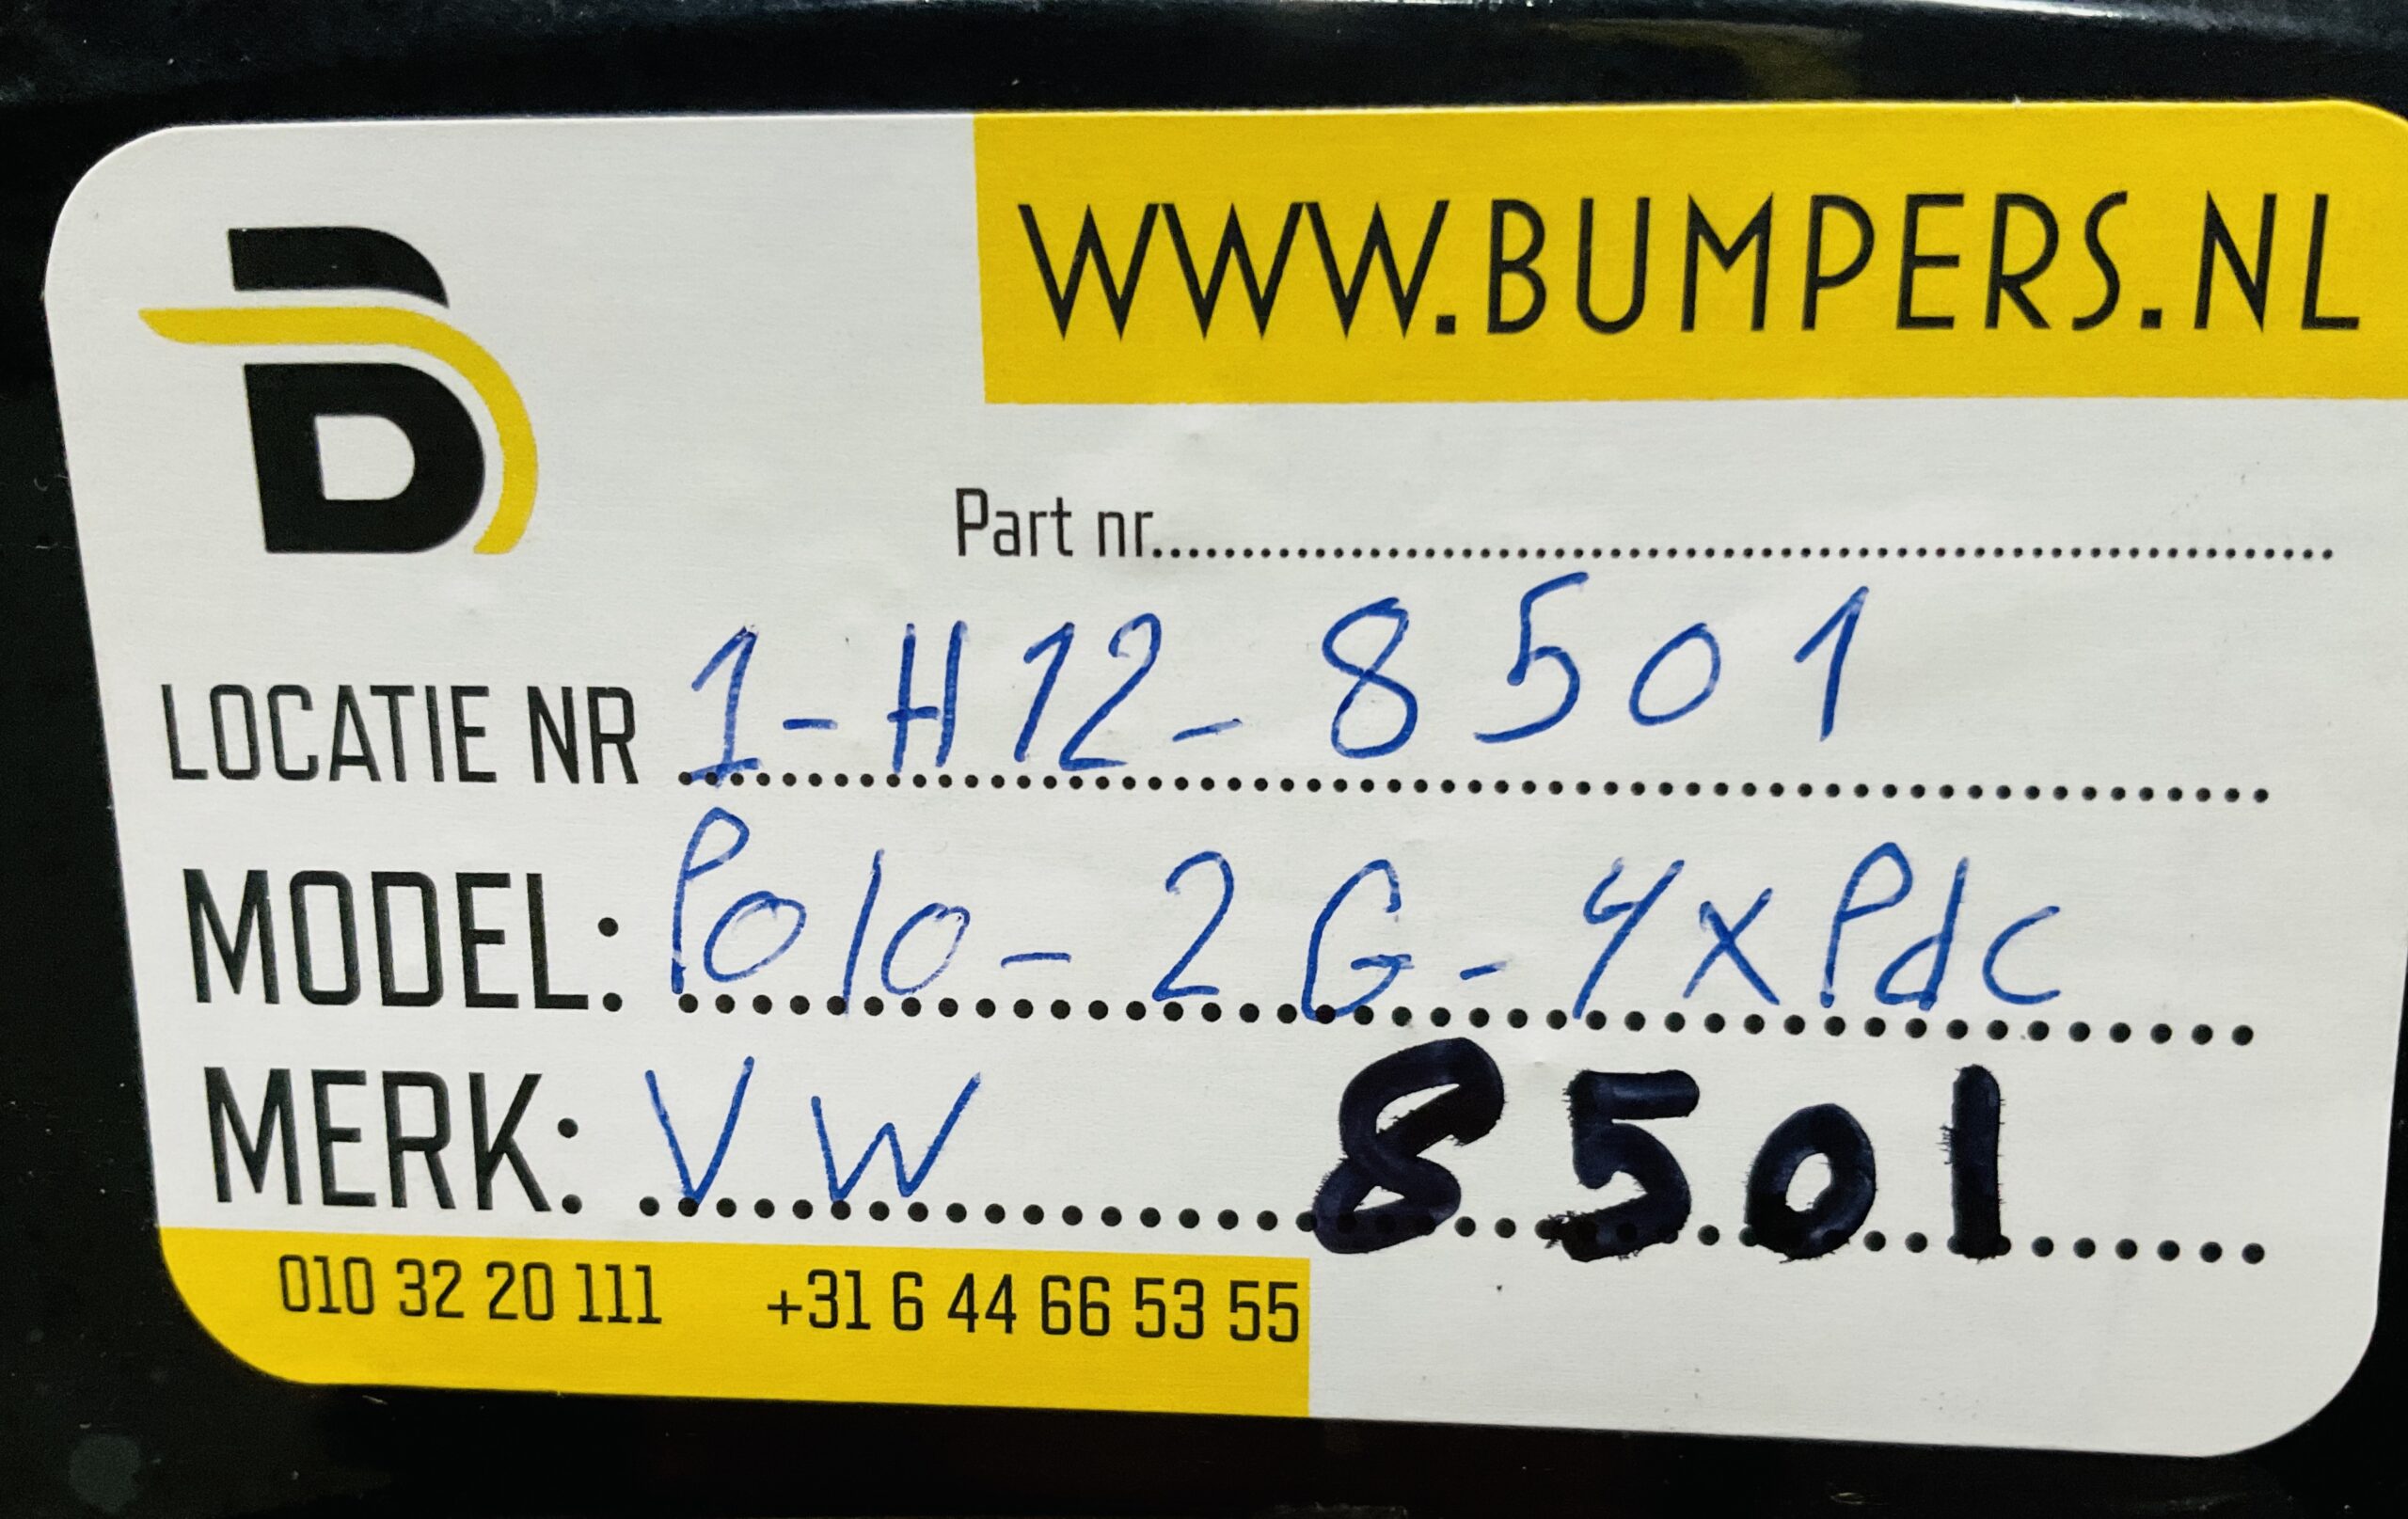 WWW.BUMPERS.NL
Part nr..........................................................
LOCATIE NR 1-H12-8501
MODEL: Polo-2G-4xPdc
MERK: VW 8501
010 32 20 111 +31 6 44 66 53 55